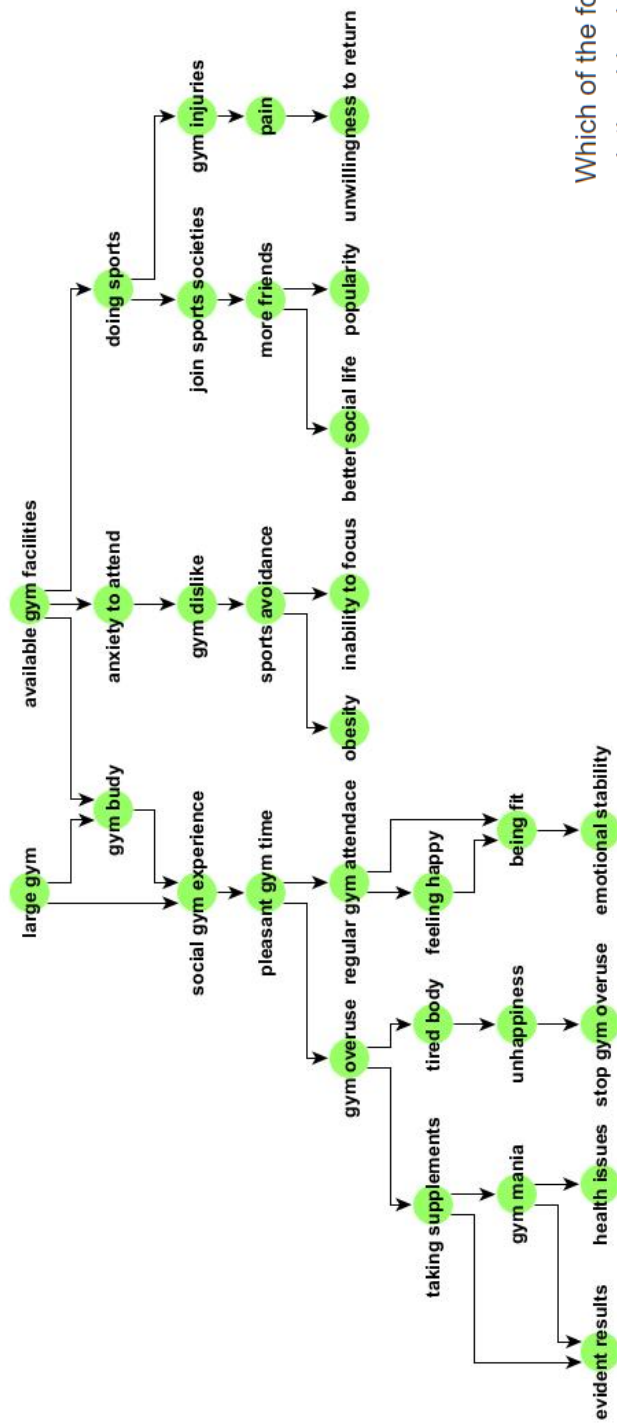 large gym
available gym facilities
gym budy
anxiety to attend
doing sports
social gym experience
gym dislike
join sports societies
gym injuries
pleasant gym time
sports avoidance
more friends
pain
gym overuse
regular gym attendace
obesity
inability to focus
better social life
popularity
unwillingness to return
taking supplements
tired body
feeling happy
gym mania
unhappiness
being fit
evident results
health issues
stop gym overuse
emotional stability
Which of the fo